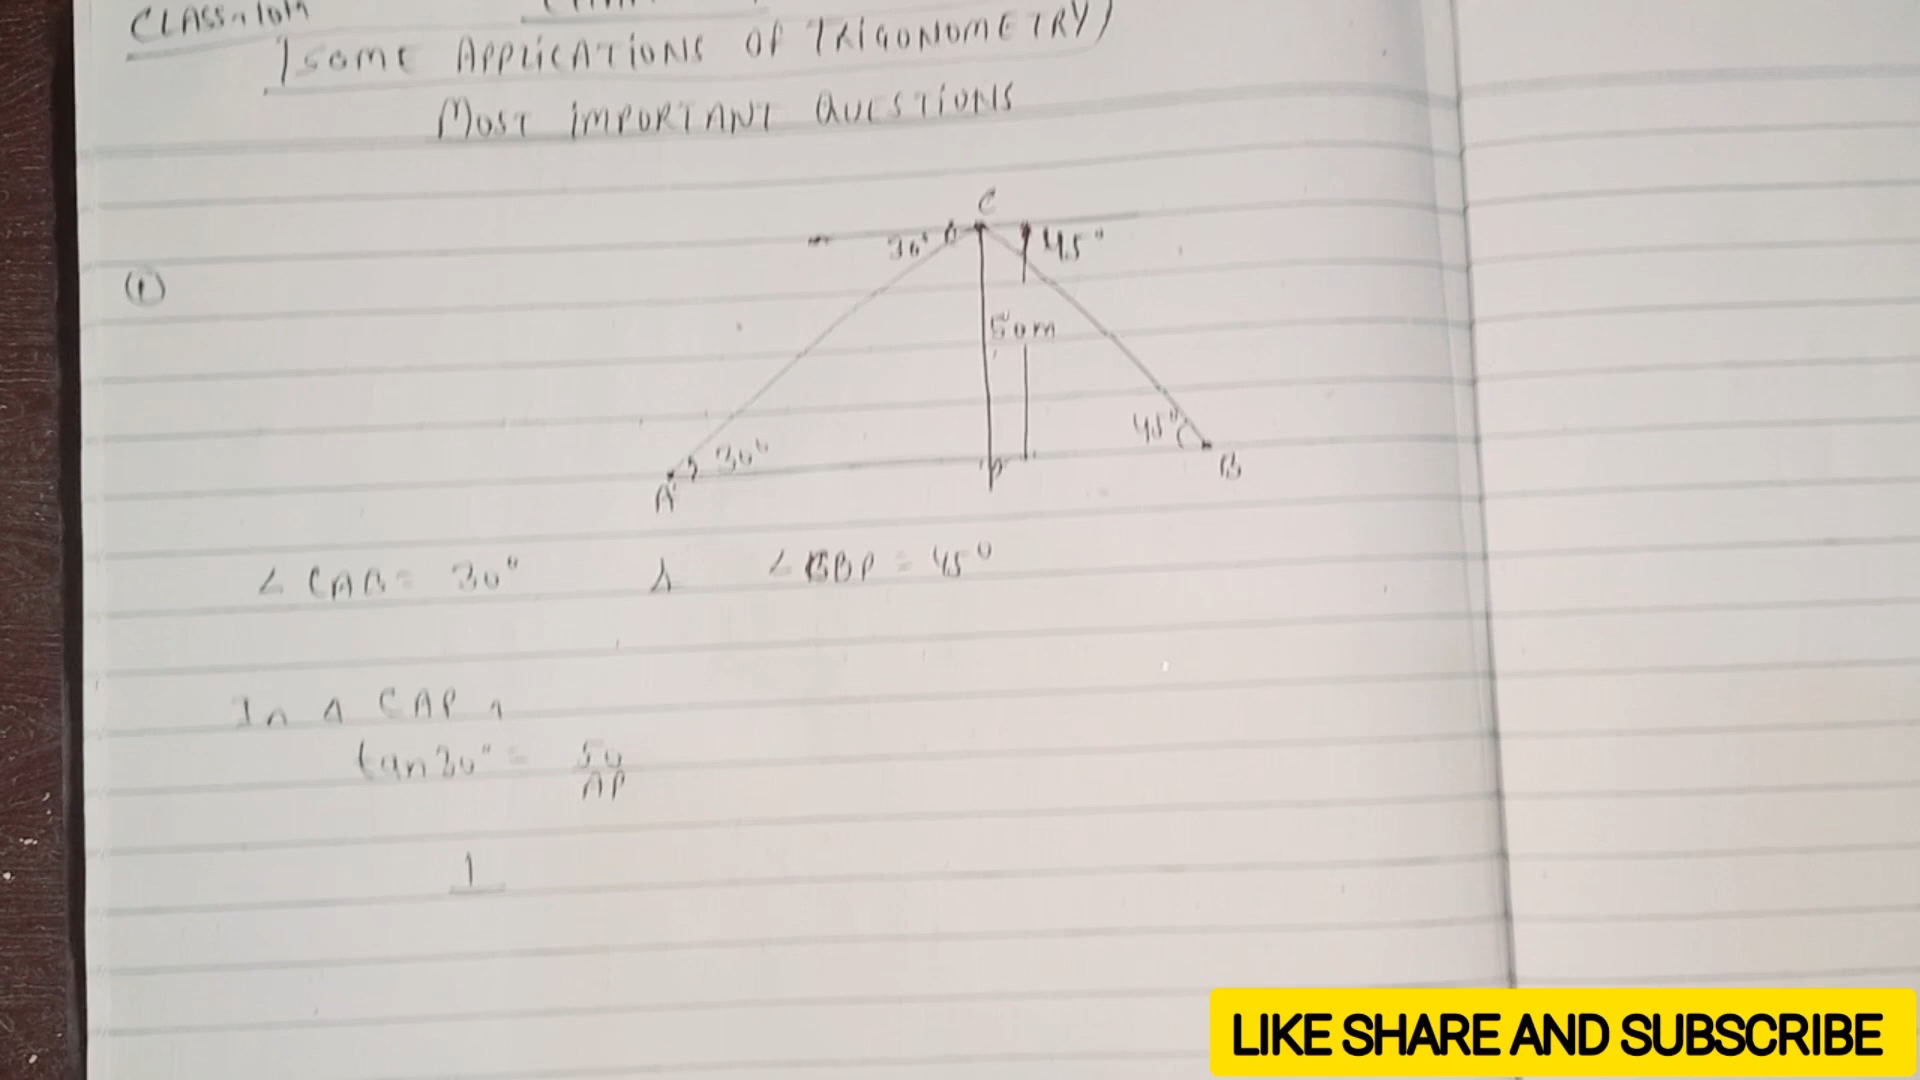 CLASS-10th
(SOME APPLICATIONS OF TRIGONOMETRY)
MOST IMPORTANT QUESTIONS
C
30° 45°
(1)
50m
45°
30°
P B
A
∠CAB = 30° ∠CBP = 45°
In Δ CAP,
tan30° = 50/AP
1
LIKE SHARE AND SUBSCRIBE